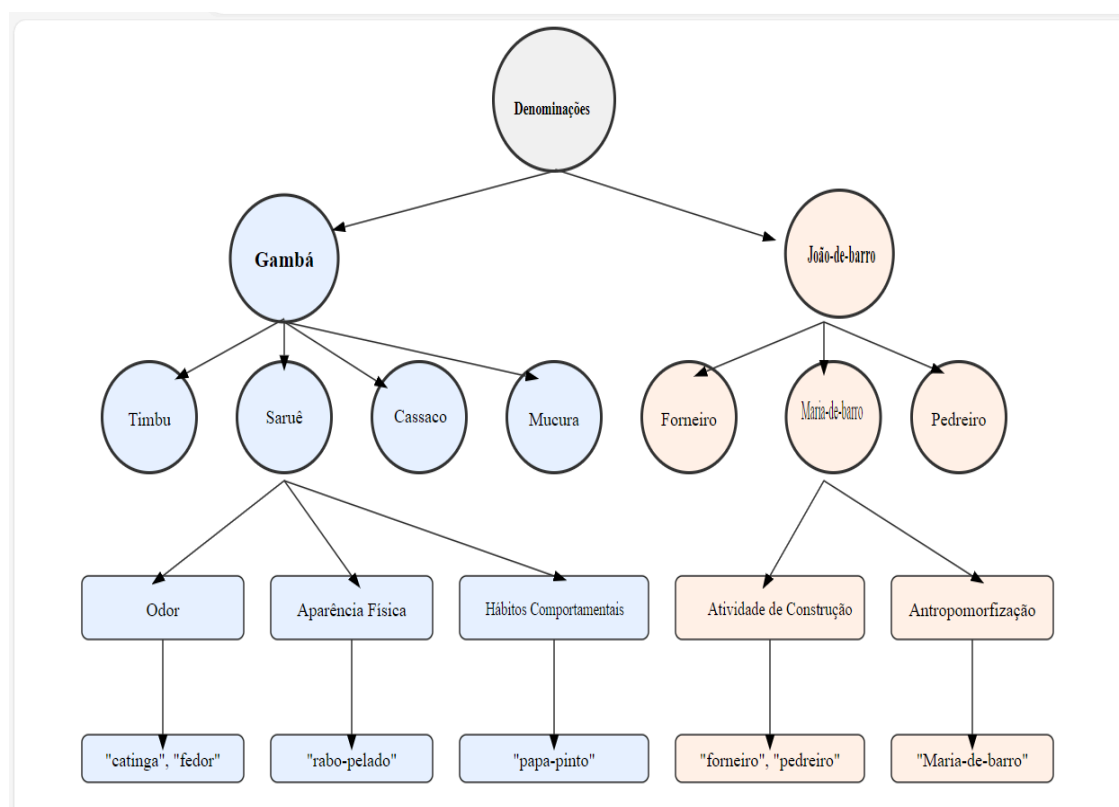 Denominações
Gambá
João-de-barro
Timbu
Saruê
Cassaco
Mucura
Forneiro
Maria-de-barro
Pedreiro
Odor
Aparência Física
Hábitos Comportamentais
Atividade de Construção
Antropomorfização
"catinga", "fedor"
"rabo-pelado"
"papa-pinto"
"forneiro", "pedreiro"
"Maria-de-barro"